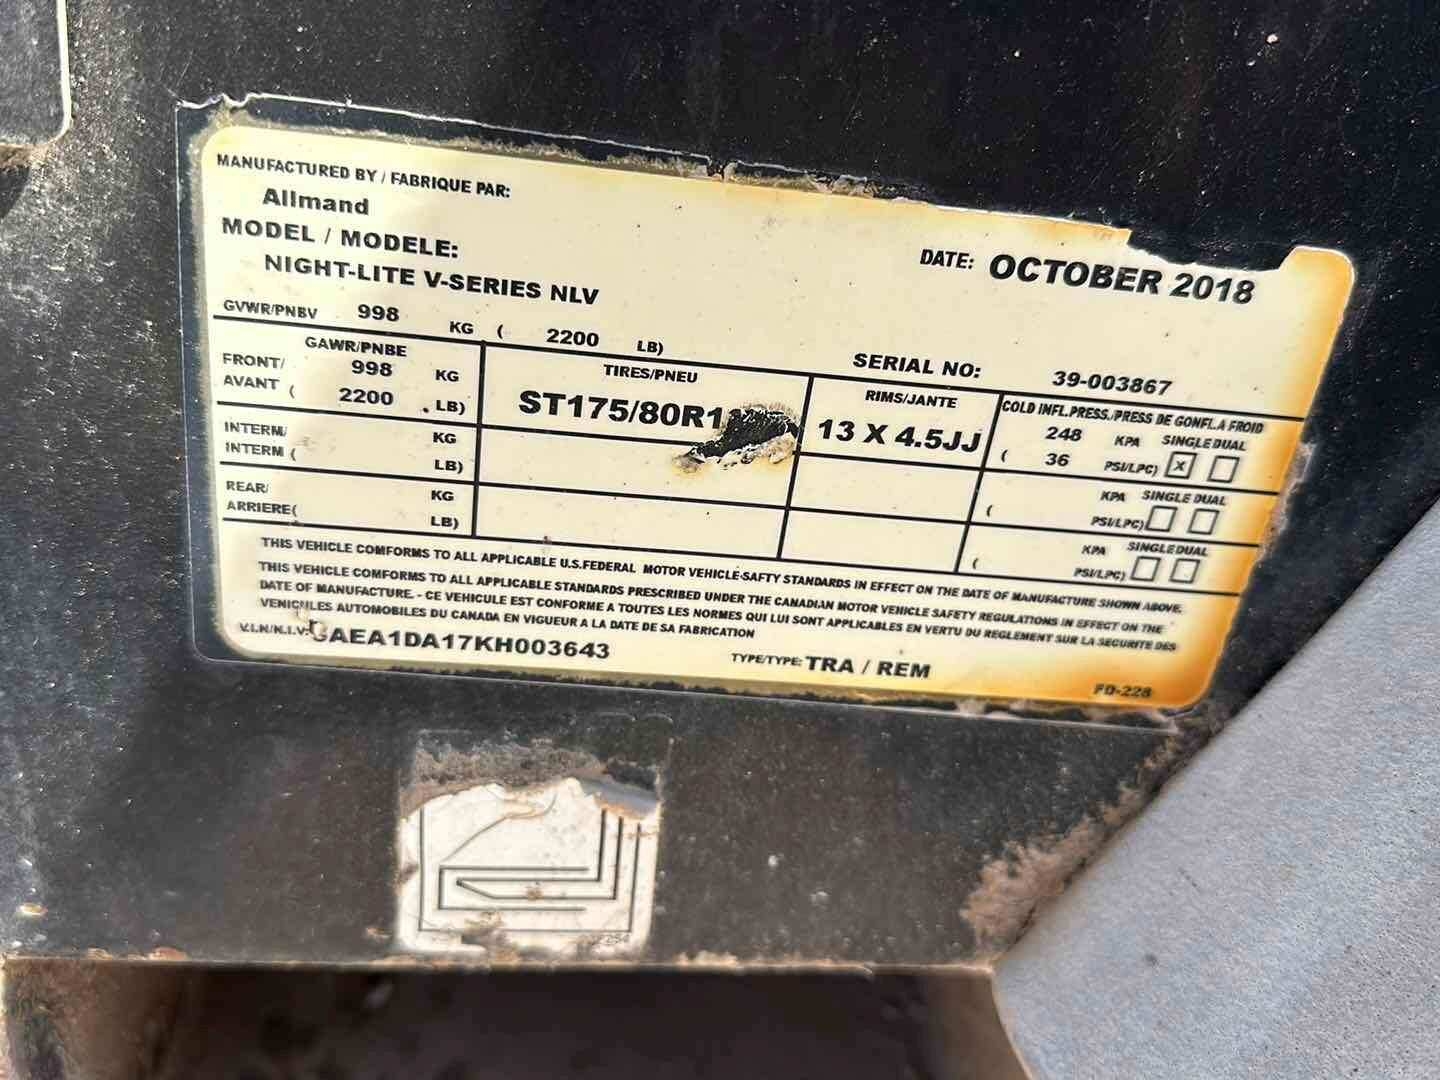 MANUFACTURED BY / FABRIQUE PAR:
Allmand
MODEL / MODELE:
NIGHT-LITE V-SERIES NLV
DATE: OCTOBER 2018
GVWR/PNBV 998 KG ( 2200 LB)
SERIAL NO: 39-003867
GAWR/PNBE TIRES/PNEU RIMS/JANTE COLD INFL.PRESS./PRESS DE GONFL.A FROID
FRONT/ 998 KG ST175/80R1 13 X 4.5JJ 248 KPA SINGLE DUAL
AVANT ( 2200 LB) ( 36 PSI/LPC) X
INTERM/ KG KPA SINGLE DUAL
INTERM ( LB) ( PSI/LPC)
REAR/ KG KPA SINGLE DUAL
ARRIERE( LB) ( PSI/LPC)
THIS VEHICLE COMFORMS TO ALL APPLICABLE U.S.FEDERAL MOTOR VEHICLE-SAFTY STANDARDS IN EFFECT ON THE DATE OF MANUFACTURE SHOWN ABOVE.
THIS VEHICLE COMFORMS TO ALL APPLICABLE STANDARDS PRESCRIBED UNDER THE CANADIAN MOTOR VEHICLE SAFETY REGULATIONS IN EFFECT ON THE
DATE OF MANUFACTURE. - CE VEHICULE EST CONFORME A TOUTES LES NORMES QUI LUI SONT APPLICABLES EN VERTU DU REGLEMENT SUR LA SECURITE DES
VENICULES AUTOMOBILES DU CANADA EN VIGUEUR A LA DATE DE SA FABRICATION
V.I.N/N.I.V: AEA1DA17KH003643 TYPE/TYPE: TRA / REM
FD-228